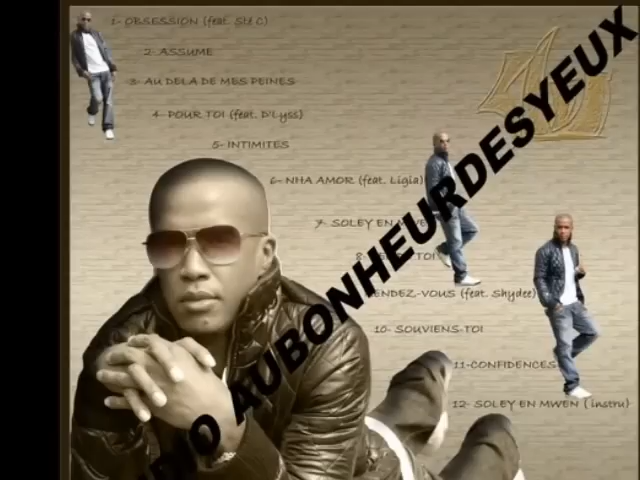 1- OBSESSION (feat. Sté C)
2- ASSUME
3- AU DELA DE MES PEINES
4- POUR TOI (feat. D'Lyss)
5- INTIMITES
6- NHA AMOR (feat. Ligia)
7- SOLEY EN
8- TOI
RENDEZ-VOUS (feat. Shydee)
10- SOUVIENS-TOI
11-CONFIDENCES
12- SOLEY EN MWEN ( instru)
AUBONHEURDESYEUX